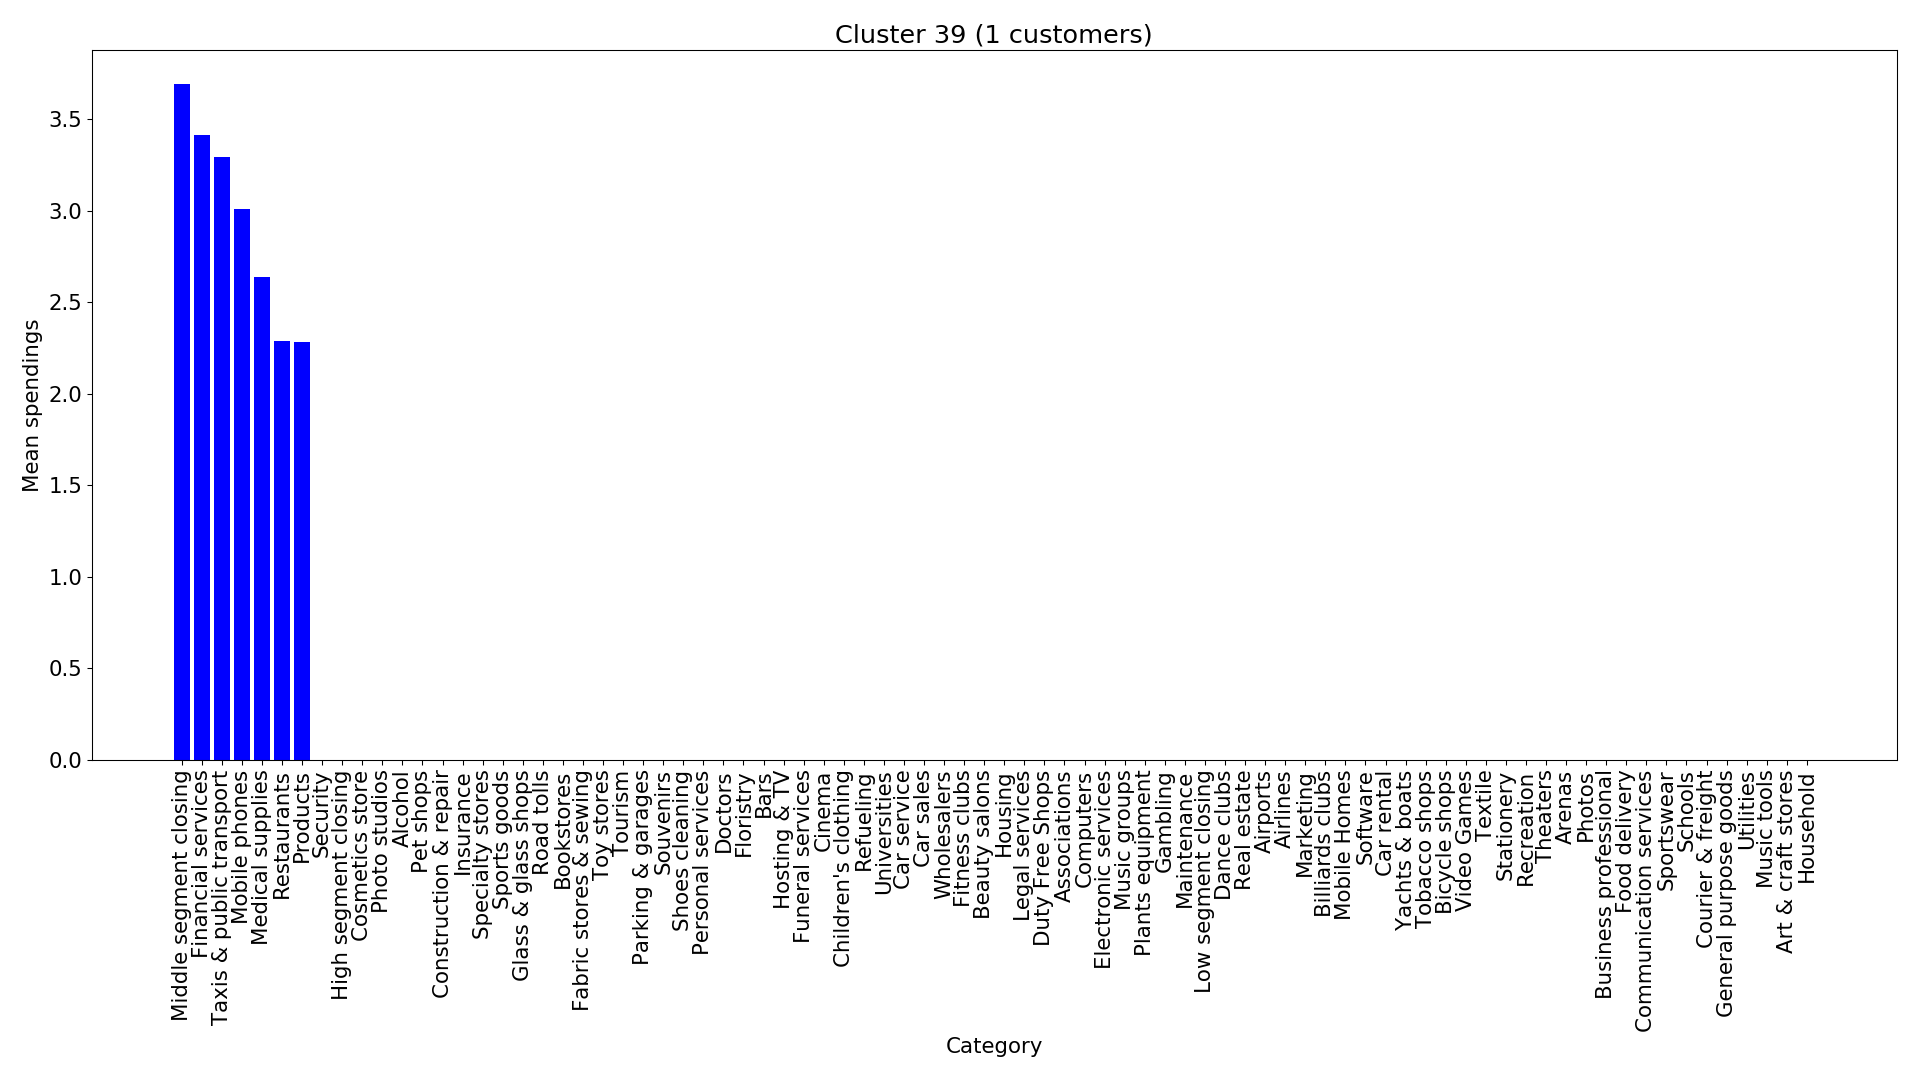 Cluster 39 (1 customers)
Mean spendings
3.5
3.0
2.5
2.0
1.5
1.0
0.5
0.0
Middle segment closing
Financial services
Taxis & public transport
Mobile phones
Medical supplies
Restaurants
Products
Security
High segment closing
Cosmetics store
Photo studios
Alcohol
Pet shops
Construction & repair
Insurance
Specialty stores
Sports goods
Glass & glass shops
Road tolls
Bookstores
Fabric stores & sewing
Toy stores
Tourism
Parking & garages
Souvenirs
Shoes cleaning
Personal services
Doctors
Floristry
Bars
Hosting & TV
Funeral services
Cinema
Children's clothing
Refueling
Universities
Car service
Car sales
Wholesalers
Fitness clubs
Beauty salons
Housing
Legal services
Duty Free Shops
Associations
Computers
Electronic services
Music groups
Plants equipment
Gambling
Maintenance
Low segment closing
Dance clubs
Real estate
Airports
Airlines
Marketing
Billiards clubs
Mobile Homes
Software
Car rental
Yachts & boats
Tobacco shops
Bicycle shops
Video Games
Textile
Stationery
Recreation
Theaters
Arenas
Photos
Business professional
Food delivery
Communication services
Sportswear
Schools
Courier & freight
General purpose goods
Utilities
Music tools
Art & craft stores
Household
Category